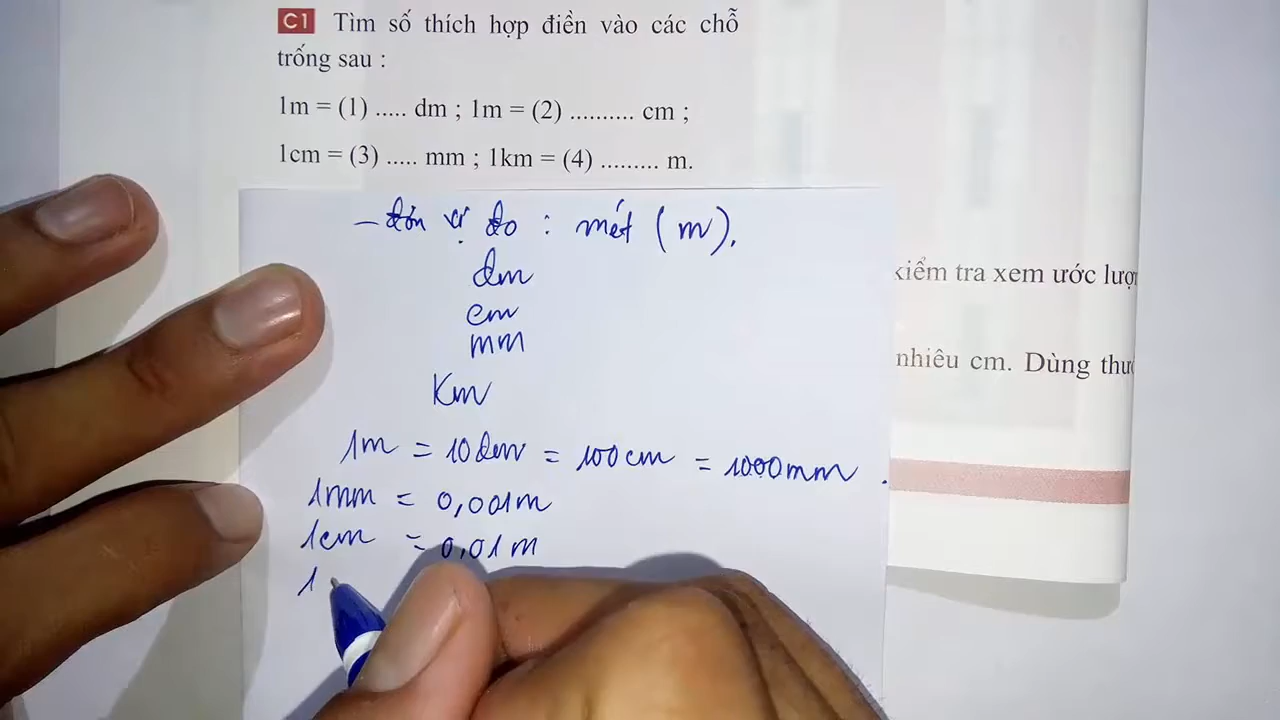 C1 Tìm số thích hợp điền vào các chỗ
trống sau :
1m = (1) ..... dm ; 1m = (2) .......... cm ;
1cm = (3) ..... mm ; 1km = (4) ......... m.
- đơn vị đo : mét (m).
dm
cm
mm
Km
kiểm tra xem ước
nhiêu cm. Dùng
1m = 10dm = 100cm = 1000mm .
1mm = 0,001m
1cm = 0,01m
1